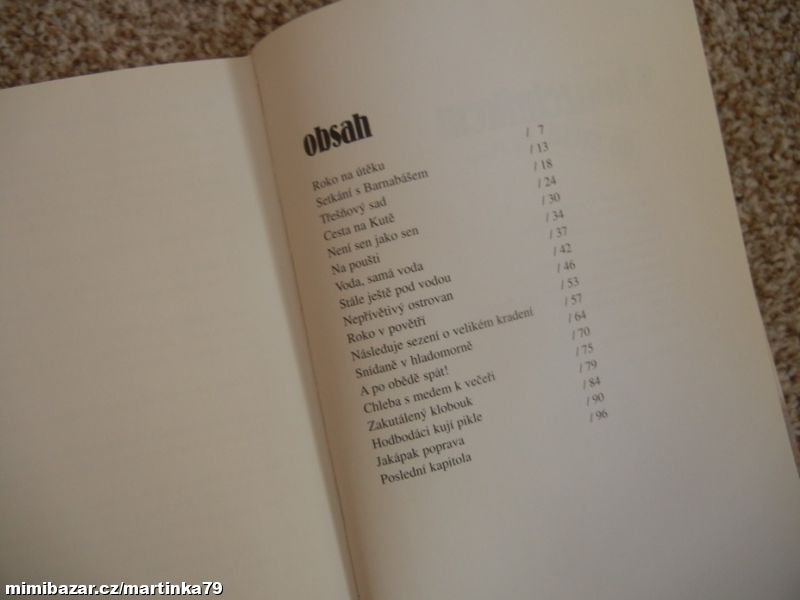 obsah
Roko na útěku / 7
Setkání s Barnabášem / 13
Třešňový sad / 18
Cesta na Kutě / 24
Není sen jako sen / 30
Na poušti / 34
Voda, samá voda / 37
Stále ještě pod vodou / 42
Nepřívětivý ostrovan / 46
Roko v povětří / 53
Následuje sezení o velikém kradení / 57
Snídaně v hladomorně / 64
A po obědě spát! / 70
Chleba s medem k večeři / 75
Zakutálený klobouk / 79
Hodbodáci kují pikle / 84
Jakápak poprava / 90
Poslední kapitola / 96
mimibazar.cz/martinka79